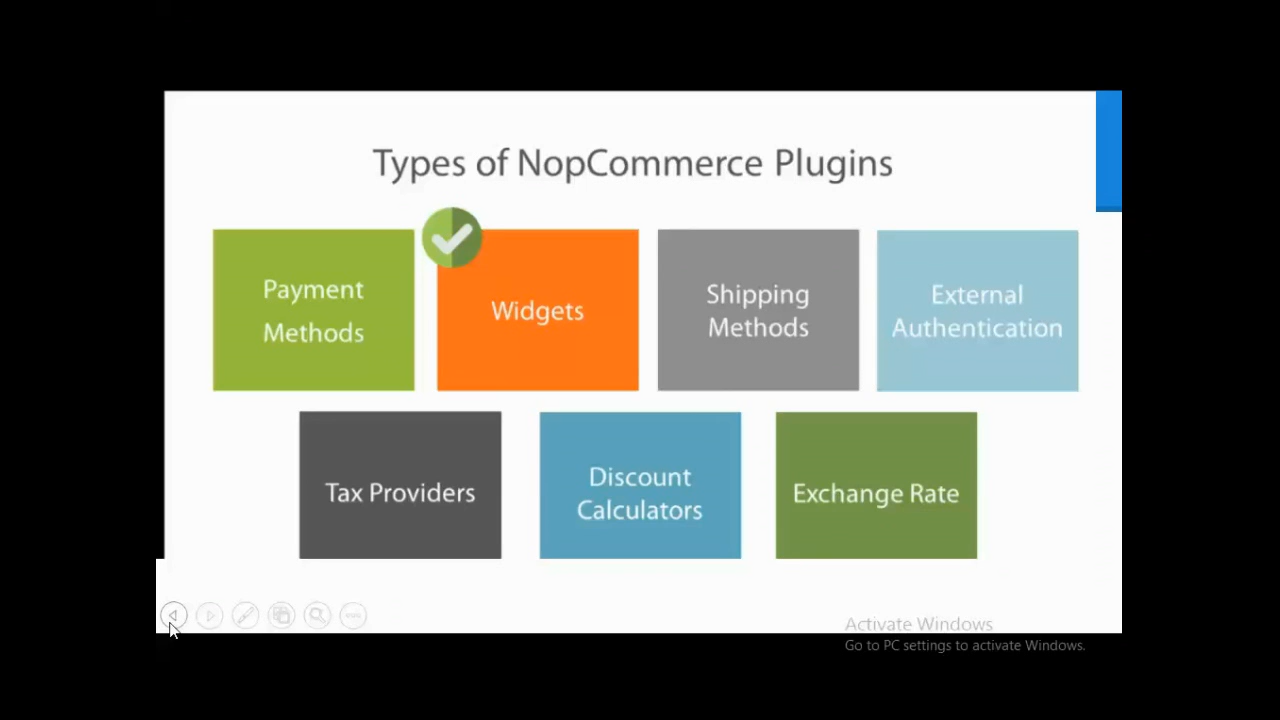 Types of NopCommerce Plugins
Payment
Methods
Widgets
Shipping
Methods
External
Authentication
Tax Providers
Discount
Calculators
Exchange Rate
Activate Windows
Go to PC settings to activate Windows.